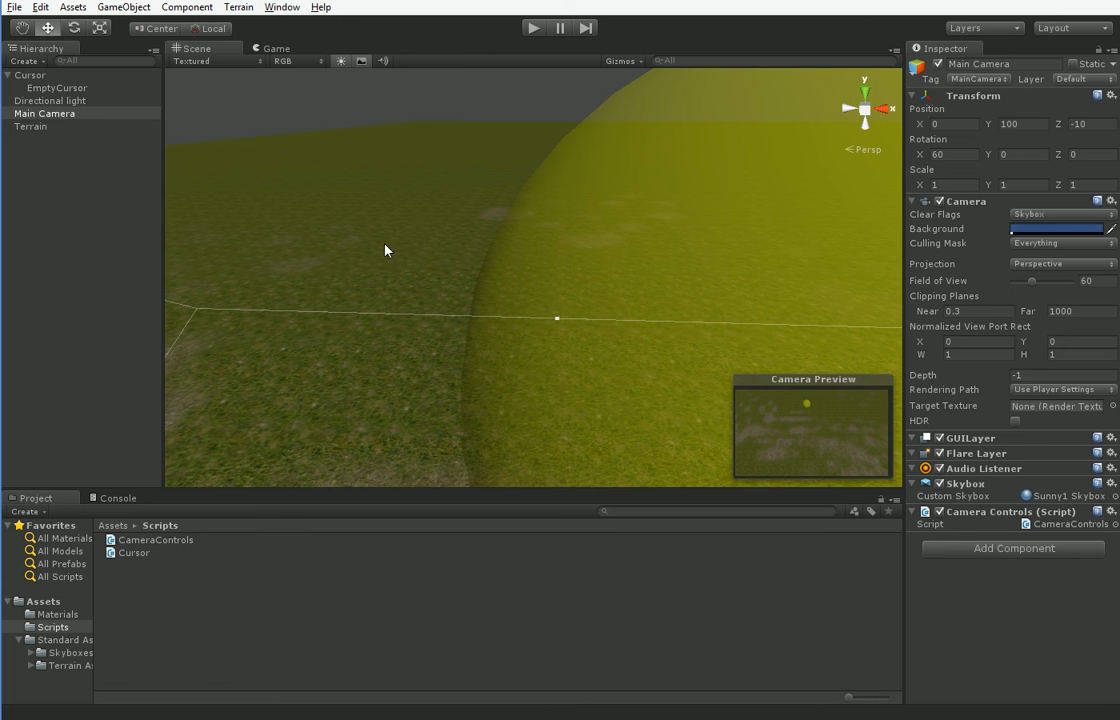 File Edit Assets GameObject Component Terrain Window Help
Center Local Layers Layout
Hierarchy Scene Game Inspector
Create All Textured RGB Gizmos All Main Camera Static
Tag MainCamera Layer Default
Cursor
EmptyCursor
Directional light
Main Camera
Terrain
y
x
Persp
Transform
Position
X 0 Y 100 Z -10
Rotation
X 60 Y 0 Z 0
Scale
X 1 Y 1 Z 1
Camera
Clear Flags Skybox
Background
Culling Mask Everything
Projection Perspective
Field of View 60
Clipping Planes
Near 0.3 Far 1000
Normalized View Port Rect
X 0 Y 0
W 1 H 1
Depth -1
Rendering Path Use Player Settings
Target Texture None (Render Textu
HDR
GUILayer
Flare Layer
Audio Listener
Skybox
Custom Skybox Sunny1 Skybox
Camera Controls (Script)
Script CameraControls
Add Component
Camera Preview
Project Console
Create
Favorites
All Materials
All Models
All Prefabs
All Scripts
Assets
Materials
Scripts
Standard As
Skyboxes
Terrain A
Assets Scripts
CameraControls
Cursor